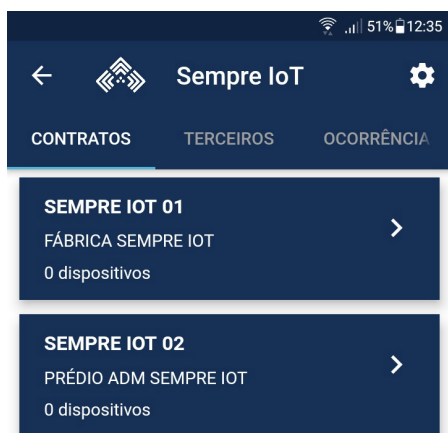 51% 12:35
Sempre IoT
CONTRATOS TERCEIROS OCORRÊNCIA
SEMPRE IOT 01
FÁBRICA SEMPRE IOT
0 dispositivos
SEMPRE IOT 02
PRÉDIO ADM SEMPRE IOT
0 dispositivos